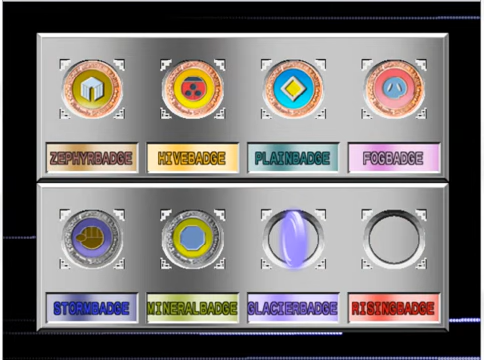 ZEPHYRBADGE
HIVEBADGE
PLAINBADGE
FOGBADGE
STORMBADGE
MINERALBADGE
GLACIERBADGE
RISINGBADGE